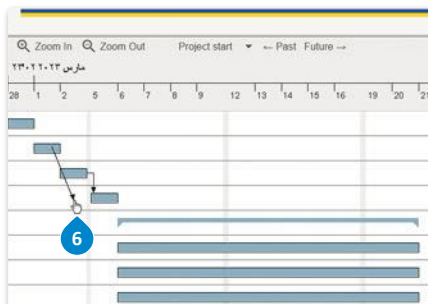 Zoom In Zoom Out Project start ← Past Future →
مارس ٢٠٢٣
28 1 2 5 6 7 8 9 12 13 14 15 16 19 20 21
6